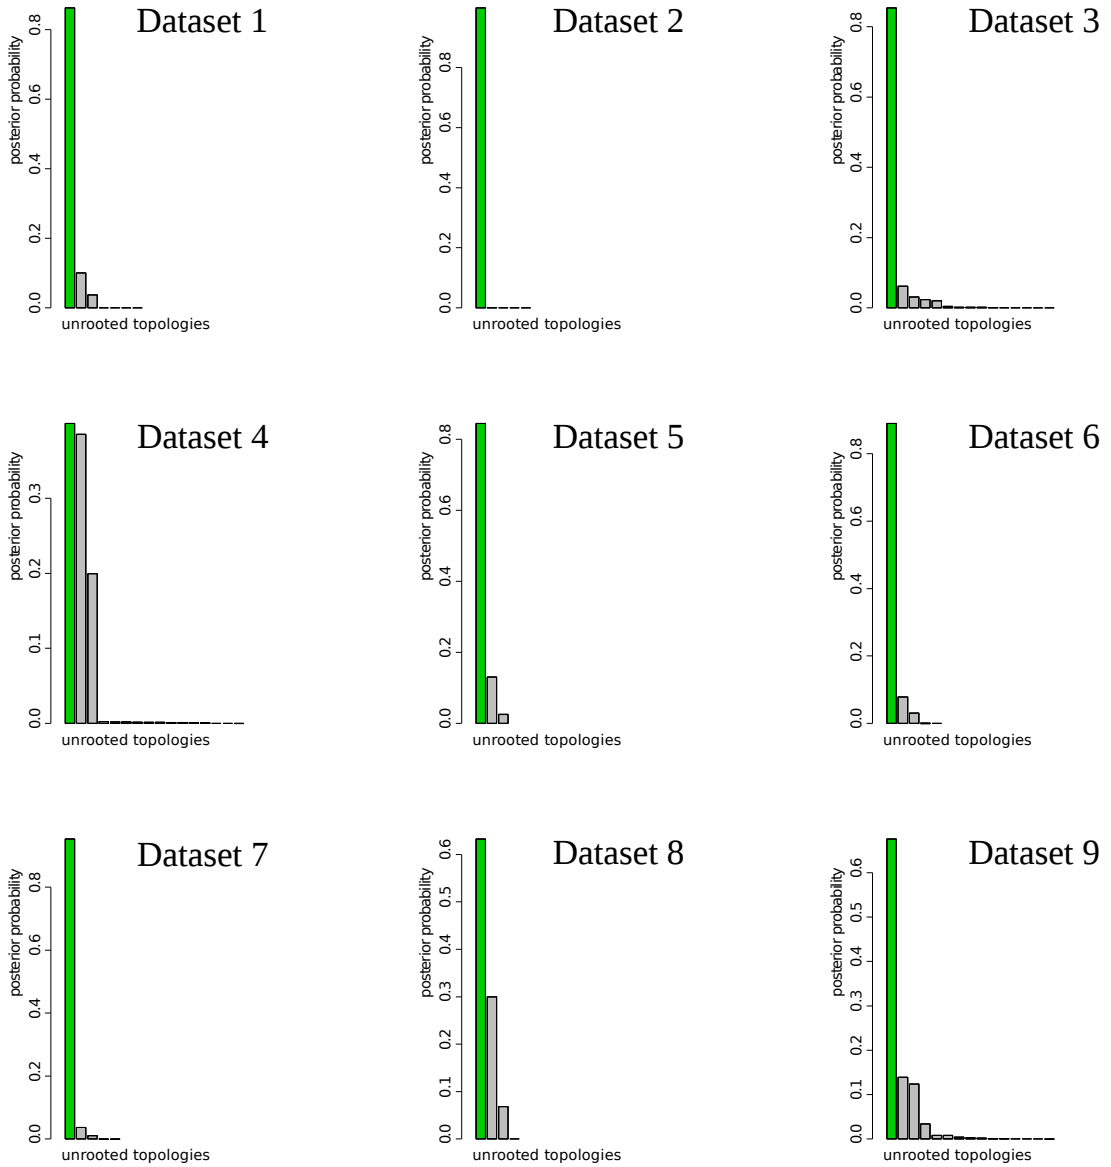 Dataset 1
posterior probability
0.0 0.2 0.4 0.6 0.8
unrooted topologies
Dataset 2
posterior probability
0.0 0.2 0.4 0.6 0.8
unrooted topologies
Dataset 3
posterior probability
0.0 0.2 0.4 0.6 0.8
unrooted topologies
Dataset 4
posterior probability
0.0 0.1 0.2 0.3
unrooted topologies
Dataset 5
posterior probability
0.0 0.2 0.4 0.6 0.8
unrooted topologies
Dataset 6
posterior probability
0.0 0.2 0.4 0.6 0.8
unrooted topologies
Dataset 7
posterior probability
0.0 0.2 0.4 0.6 0.8
unrooted topologies
Dataset 8
posterior probability
0.0 0.1 0.2 0.3 0.4 0.5 0.6
unrooted topologies
Dataset 9
posterior probability
0.0 0.1 0.2 0.3 0.4 0.5 0.6
unrooted topologies